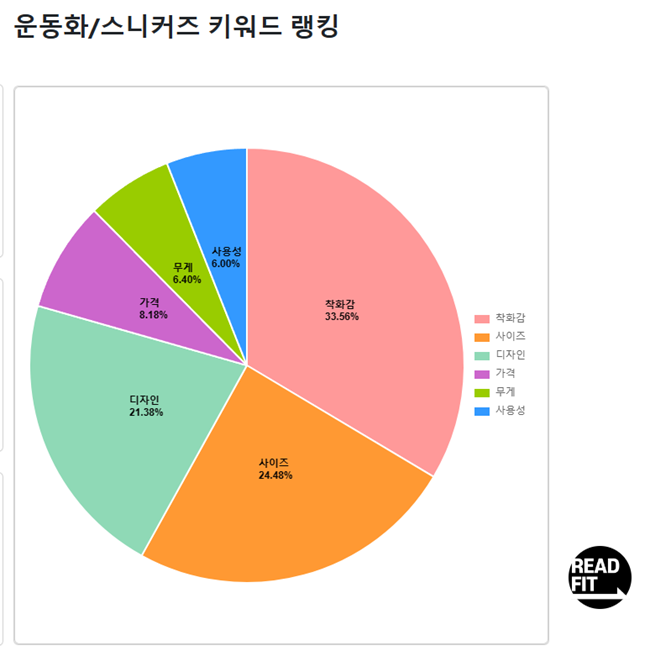 운동화/스니커즈 키워드 랭킹
사용성
6.00%
무게
6.40%
가격
8.18%
착화감
33.56%
디자인
21.38%
사이즈
24.48%
착화감
사이즈
디자인
가격
무게
사용성
READ
FIT